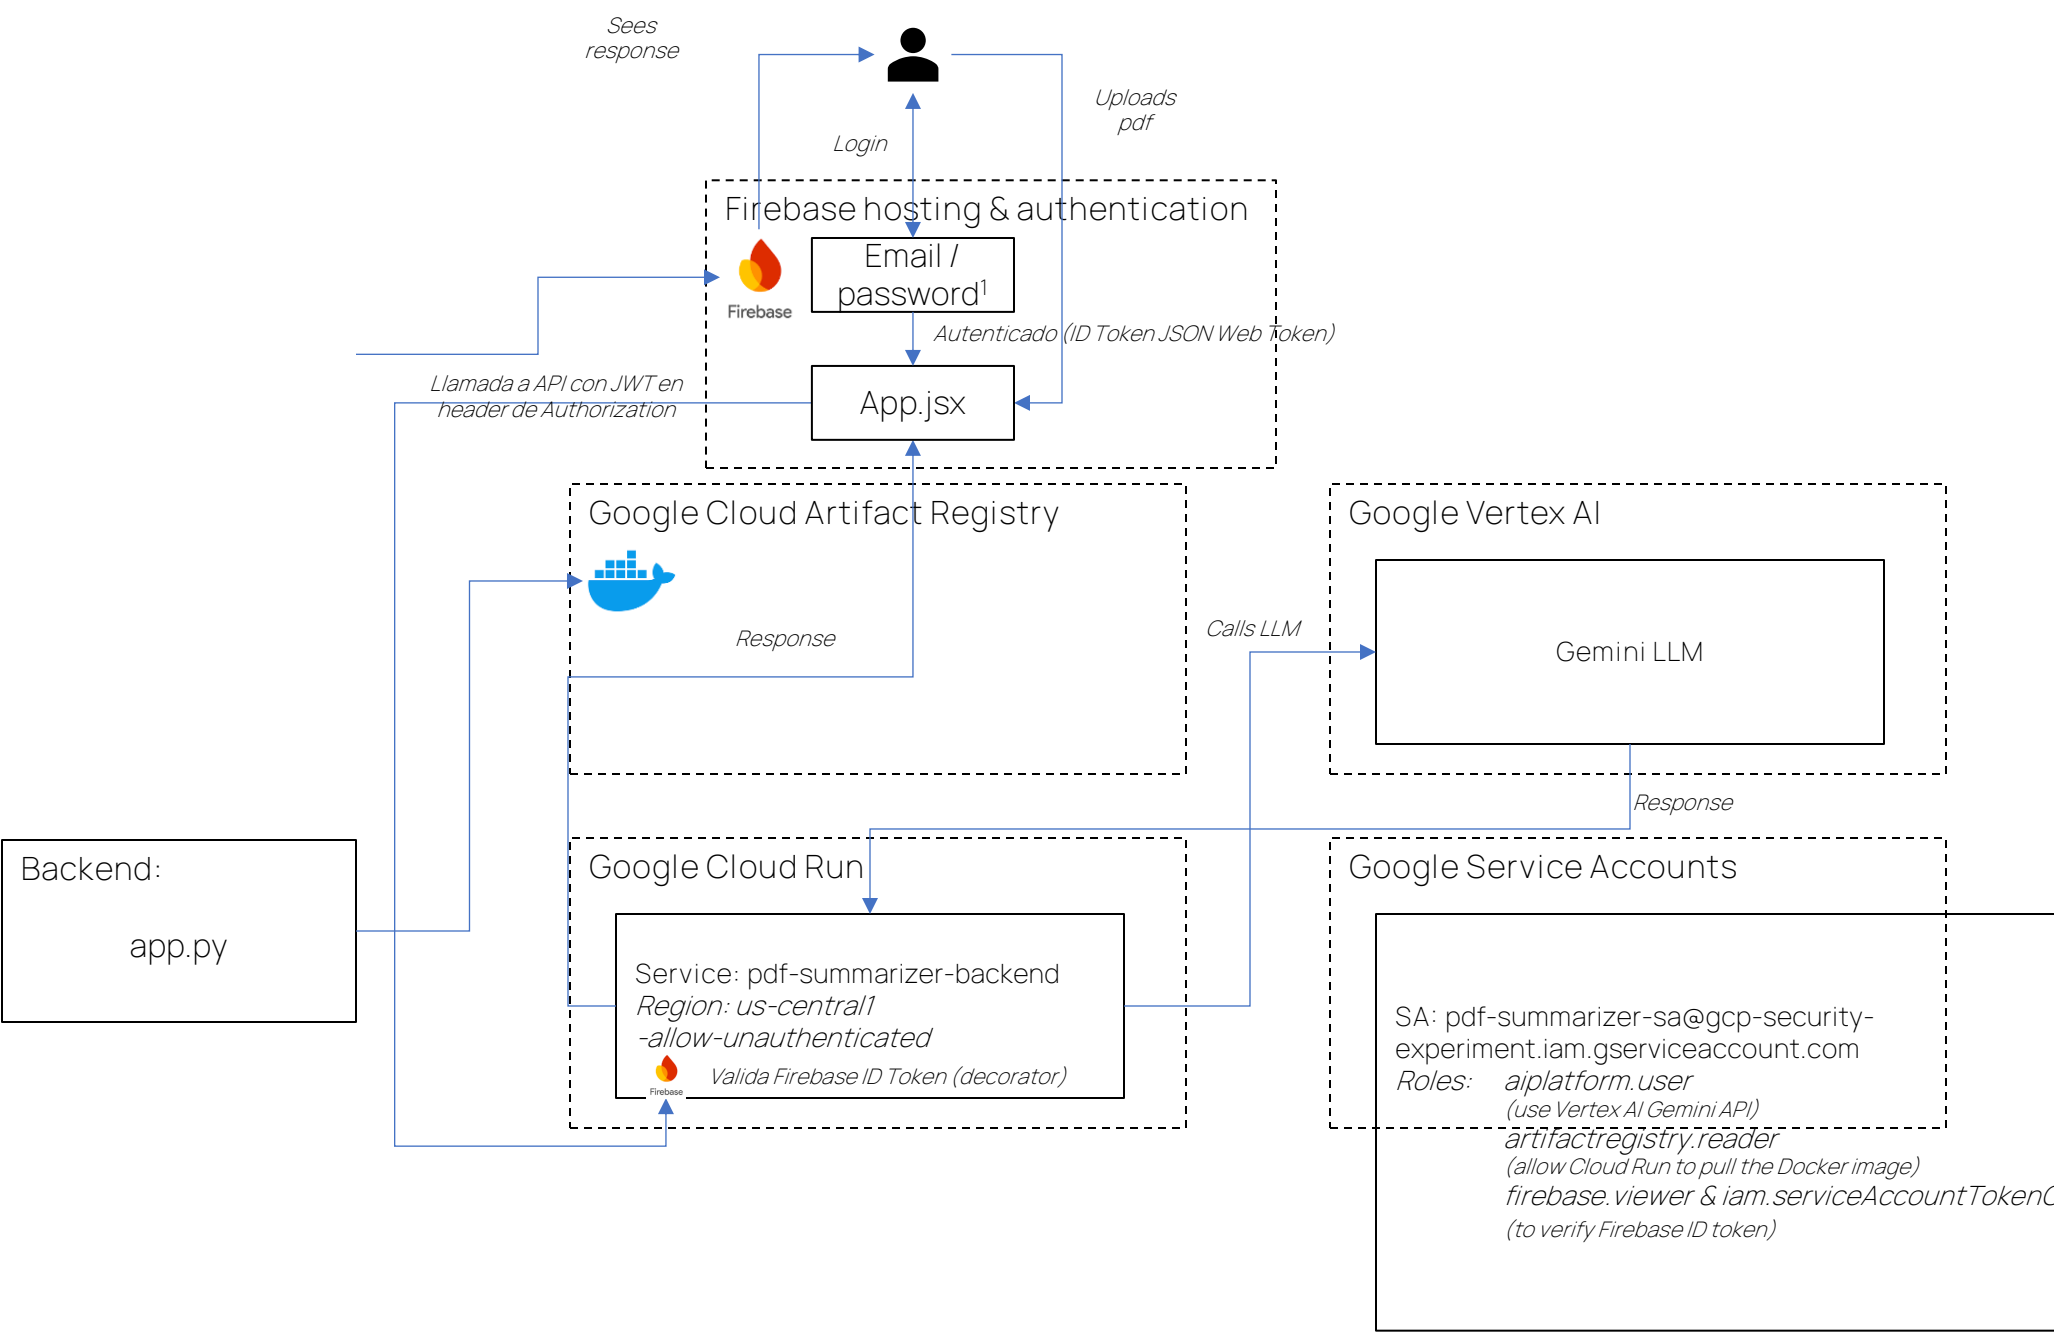 Sees
response
Uploads
pdf
Login
Firebase hosting & authentication
Email /
password1
Firebase
Autenticado (ID Token JSON Web Token)
Llamada a API con JWT en
header de Authorization
App.jsx
Google Cloud Artifact Registry
Response
Google Vertex AI
Calls LLM
Gemini LLM
Response
Backend:
app.py
Google Cloud Run
Service: pdf-summarizer-backend
Region: us-central1
-allow-unauthenticated
Firebase
Valida Firebase ID Token (decorator)
Google Service Accounts
SA: pdf-summarizer-sa@gcp-security-
experiment.iam.gserviceaccount.com
Roles: aiplatform.user
(use Vertex AI Gemini API)
artifactregistry.reader
(allow Cloud Run to pull the Docker image)
firebase.viewer & 
(to verify Firebase ID token)